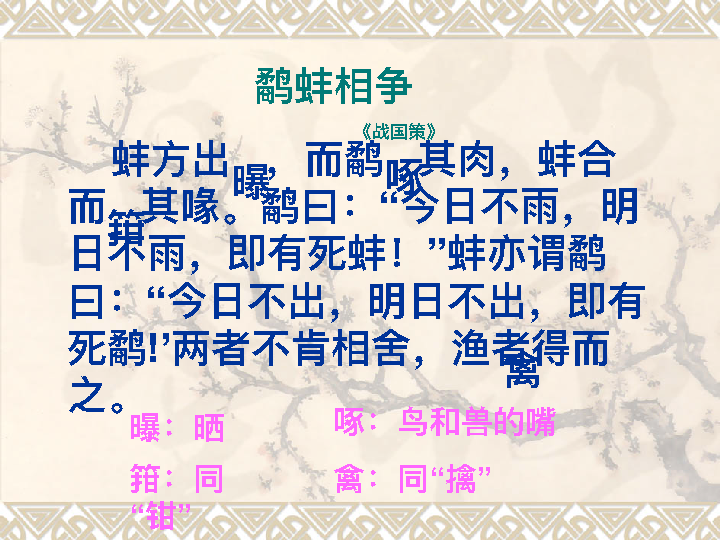 鹬蚌相争
《战国策》
蚌方出曝，而鹬啄其肉，蚌合
而箝其喙。鹬曰：“今日不雨，明
日不雨，即有死蚌！”蚌亦谓鹬
曰：“今日不出，明日不出，即有
死鹬!’两者不肯相舍，渔者得而
禽
之。
曝：晒
啄：鸟和兽的嘴
箝：同
“钳”
禽：同“擒”